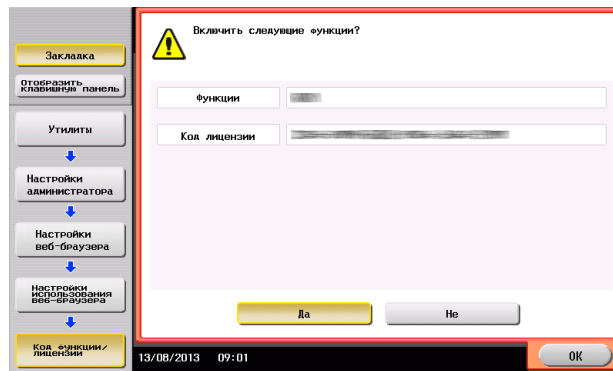 Включить следующие функции?
Закладка
Отобразить
клавишную панель
Функции
Утилиты
Код лицензии
Настройки
администратора
Настройки
веб-браузера
Настройки
использования
веб-браузера
Да
Не
Код функции/
лицензии
13/08/2013 09:01
OK